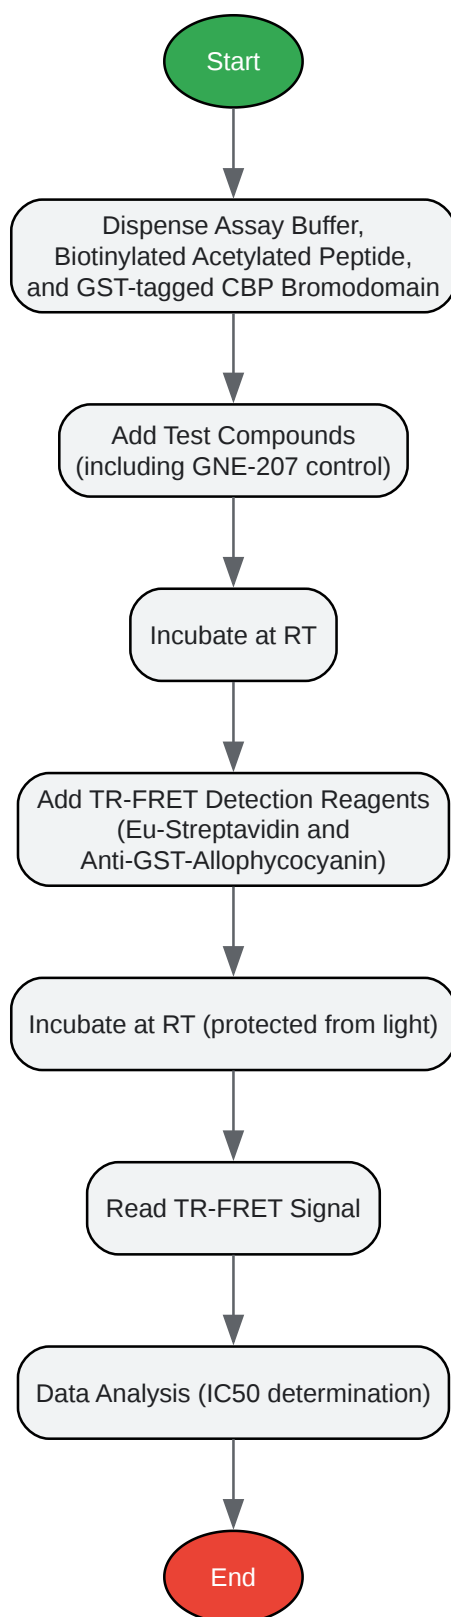 Start
Dispense Assay Buffer,
Biotinylated Acetylated Peptide,
and GST-tagged CBP Bromodomain
Add Test Compounds
(including GNE-207 control)
Incubate at RT
Add TR-FRET Detection Reagents
(Eu-Streptavidin and
Anti-GST-Allophycocyanin)
Incubate at RT (protected from light)
Read TR-FRET Signal
Data Analysis (IC50 determination)
End